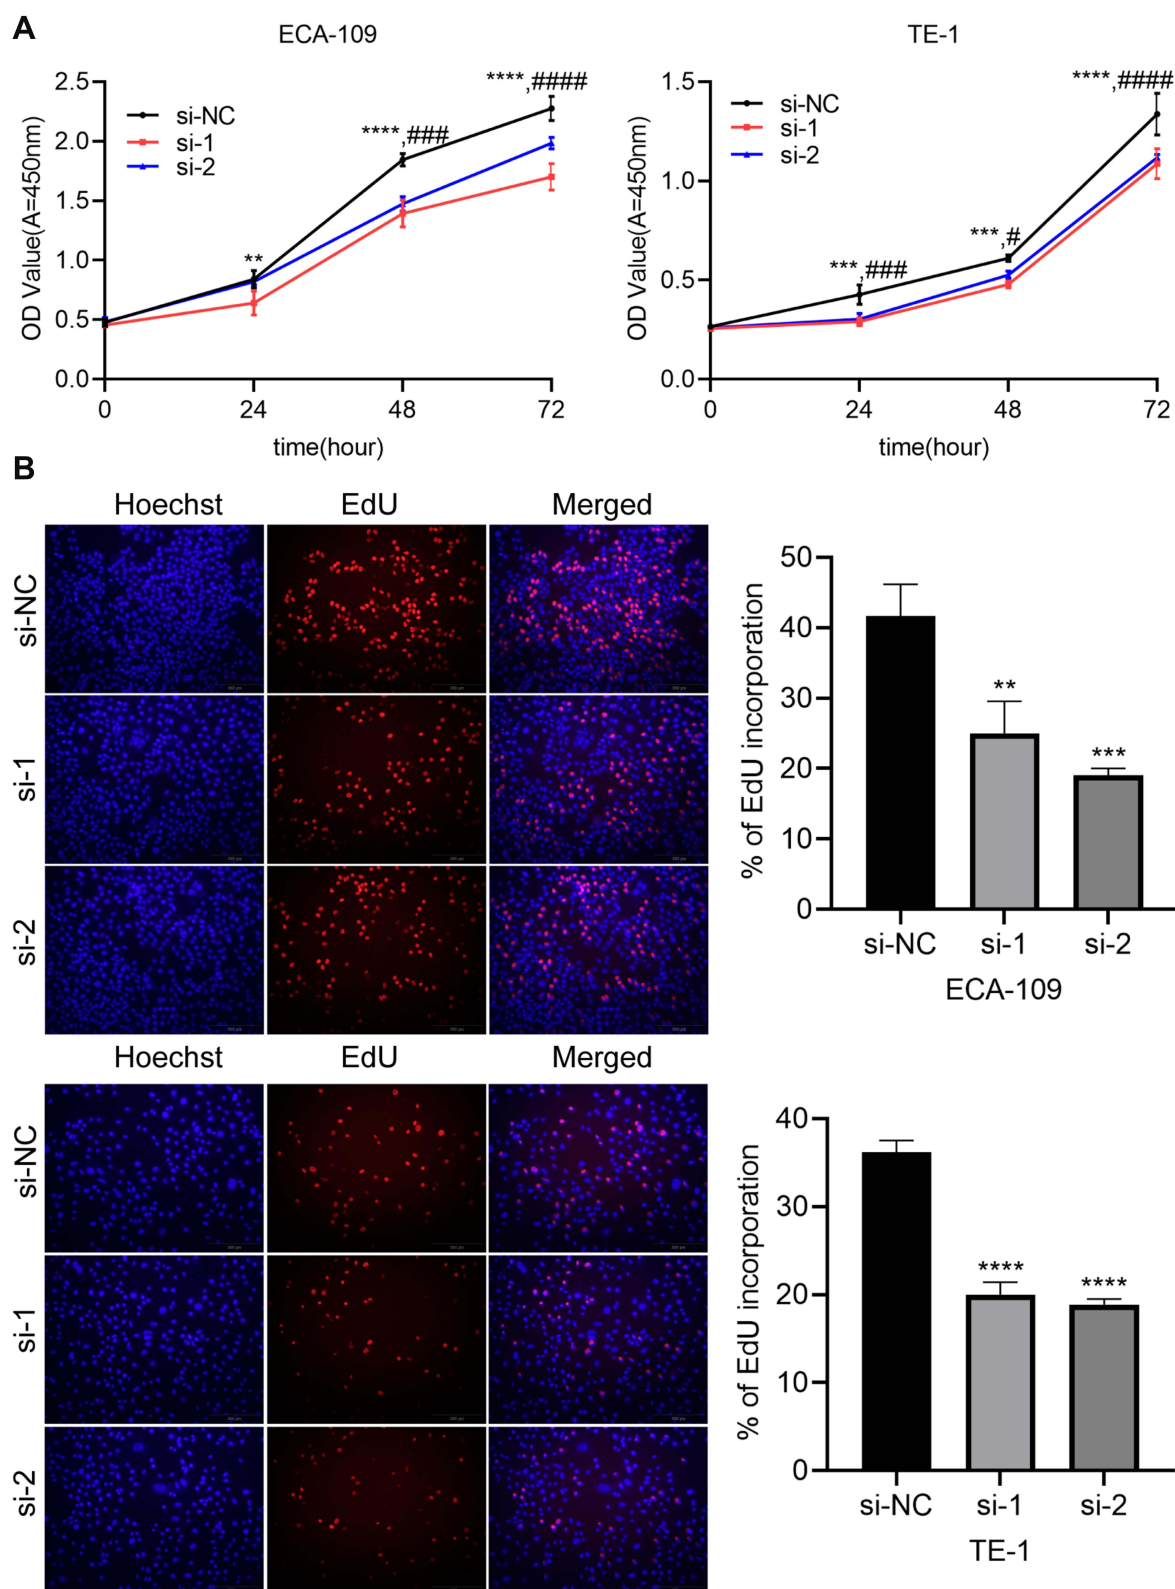 A
ECA-109
OD Value(A=450nm)
2.5
2.0
1.5
1.0
0.5
0.0
si-NC
si-1
si-2
**
****,###
****,####
0 24 48 72
time(hour)
TE-1
OD Value(A=450nm)
1.5
1.0
0.5
0.0
si-NC
si-1
si-2
***,###
***,#
****,####
0 24 48 72
time(hour)
B
Hoechst EdU Merged
si-NC
si-1
si-2
% of EdU incorporation
50
40
30
20
10
0
**
***
si-NC si-1 si-2
ECA-109
Hoechst EdU Merged
si-NC
si-1
si-2
% of EdU incorporation
40
30
20
10
0
****
****
si-NC si-1 si-2
TE-1